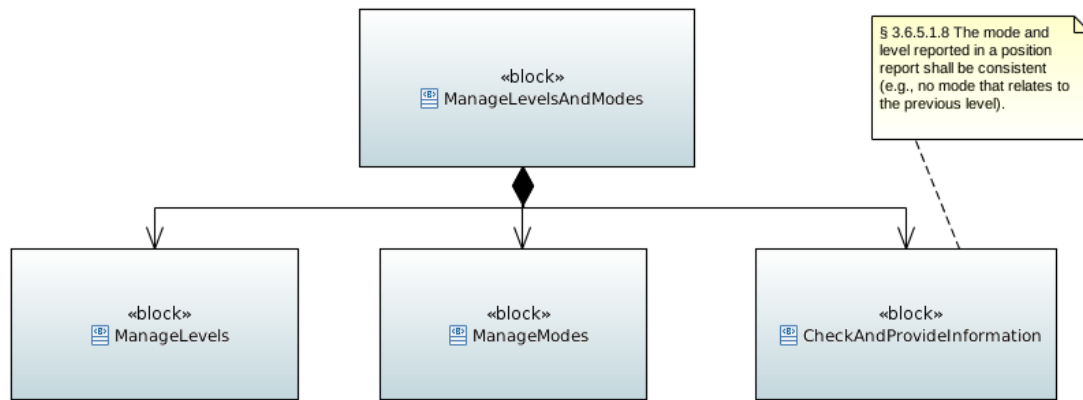 «block»
ManageLevelsAndModes
§ 3.6.5.1.8 The mode and
level reported in a position
report shall be consistent
(e.g., no mode that relates to
the previous level).
«block»
ManageLevels
«block»
ManageModes
«block»
CheckAndProvideInformation